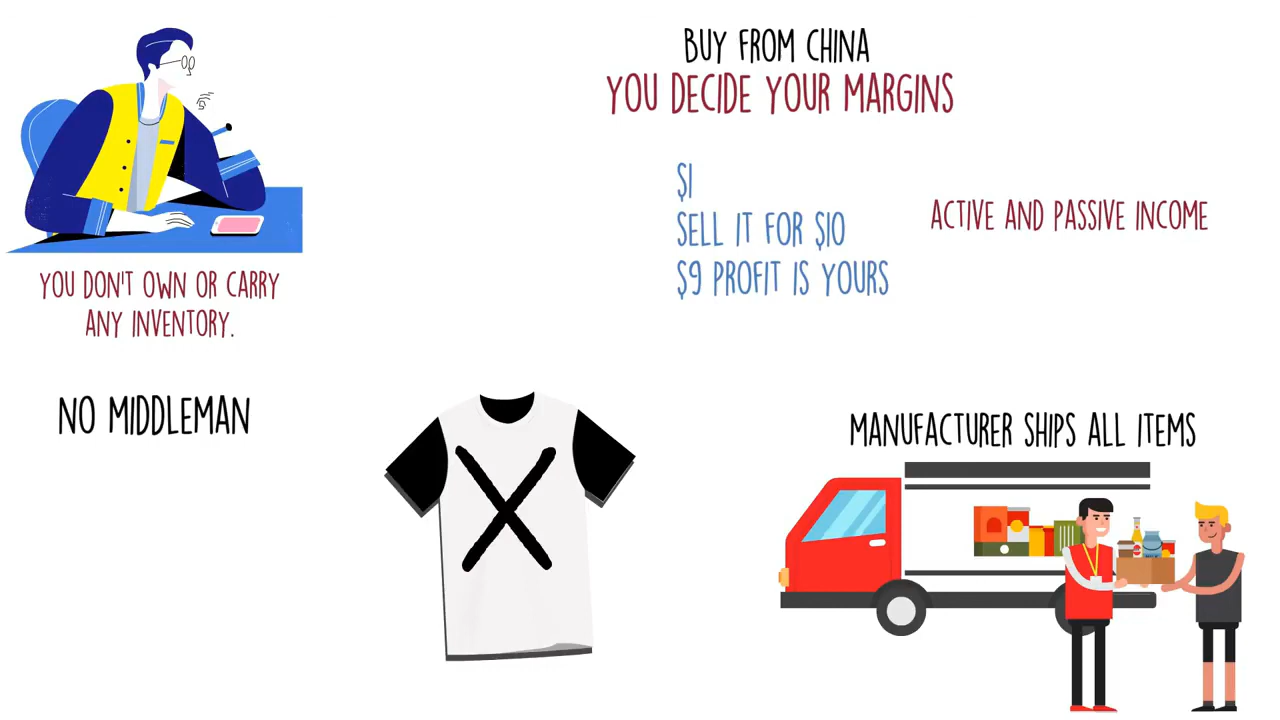 BUY FROM CHINA
YOU DECIDE YOUR MARGINS
$1
SELL IT FOR $10
$9 PROFIT IS YOURS
ACTIVE AND PASSIVE INCOME
YOU DON'T OWN OR CARRY
ANY INVENTORY.
NO MIDDLEMAN
MANUFACTURER SHIPS ALL ITEMS